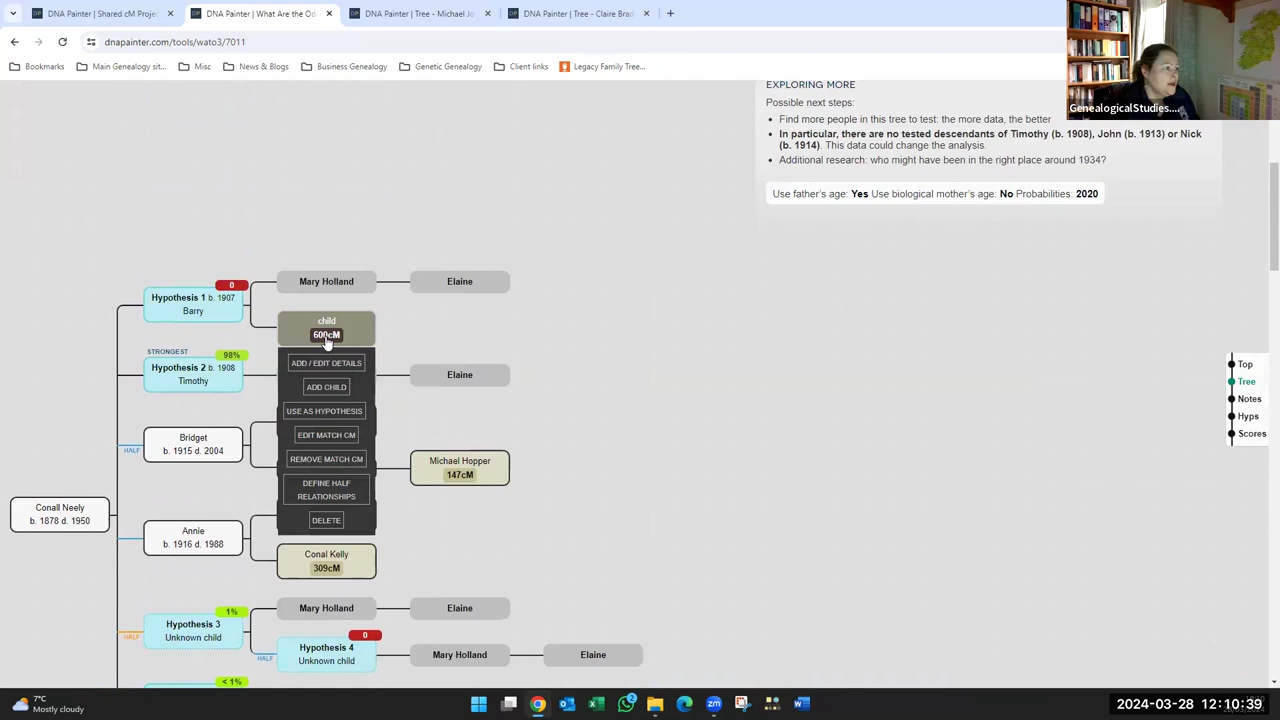 DNA Painter | Shared cM Proje
DNA Painter | What Are the Od
DNA Painter | Tree - Michael Jo
DNA Painter | Tree - Claire Brad
dnapainter.com/tools/wato3/7011
Bookmarks
Main Genealogy sit...
Misc
News & Blogs
Business Genealogy
Genetic Genealogy
Client links
Legacy Family Tree...
GenealogicalStudies....
EXPLORING MORE
Possible next steps:
Find more people in this tree to test: the more data, the better
In particular, there are no tested descendants of Timothy (b. 1908), John (b. 1913) or Nick
(b. 1914). This data could change the analysis.
Additional research: who might have been in the right place around 1934?
Use father's age: Yes Use biological mother's age: No Probabilities: 2020
0
Hypothesis 1 b. 1907
Barry
Mary Holland
Elaine
child
600cM
STRONGEST
98%
Hypothesis 2 b. 1908
Timothy
Elaine
ADD / EDIT DETAILS
ADD CHILD
USE AS HYPOTHESIS
EDIT MATCH CM
REMOVE MATCH CM
DEFINE HALF
RELATIONSHIPS
DELETE
HALF
Bridget
b. 1915 d. 2004
Michael Hopper
147cM
Conall Neely
b. 1878 d. 1950
Annie
b. 1916 d. 1988
Conal Kelly
309cM
HALF
1%
Hypothesis 3
Unknown child
Mary Holland
Elaine
HALF
0
Hypothesis 4
Unknown child
Mary Holland
Elaine
< 1%
Top
Tree
Notes
Hyps
Scores
7°C
Mostly cloudy
2
2024-03-28 12:10:39